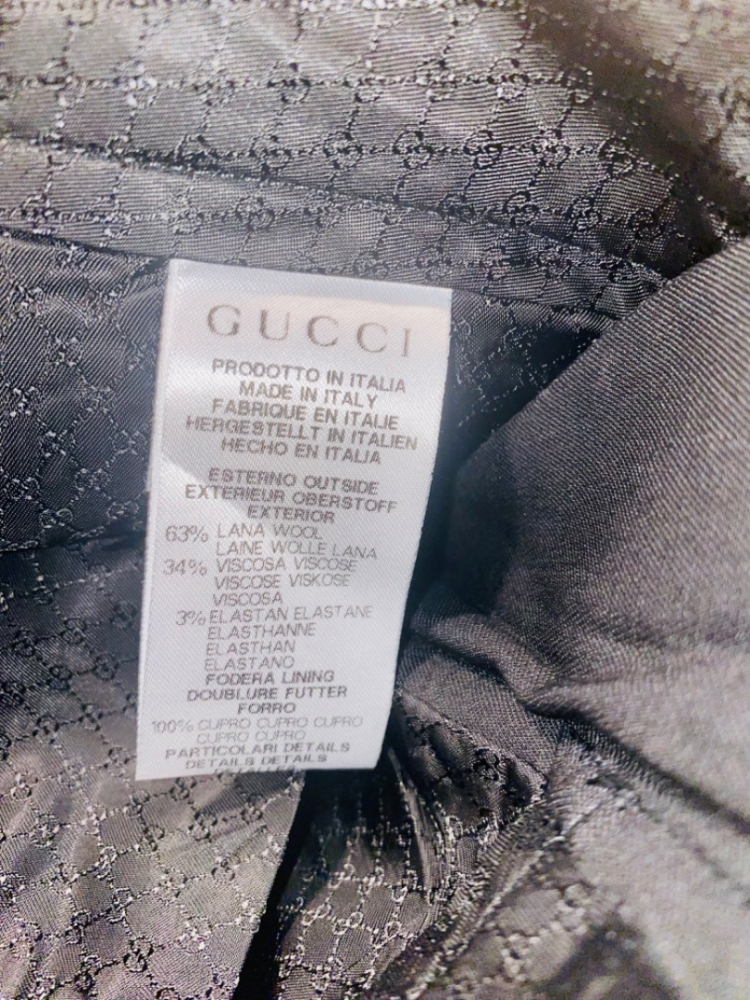 GUCCI
PRODOTTO IN ITALIA
MADE IN ITALY
FABRIQUE EN ITALIE
HERGESTELLT IN ITALIEN
HECHO EN ITALIA
ESTERNO OUTSIDE
EXTERIEUR OBERSTOFF
EXTERIOR
63% LANA WOOL
LAINE WOLLE LANA
34% VISCOSA VISCOSE
VISCOSE VISKOSE
VISCOSA
3% ELASTAN ELASTANE
ELASTHANNE
ELASTHAN
ELASTANO
FODERA LINING
DOUBLURE FUTTER
FORRO
100% CUPRO CUPRO CUPRO
CUPRO CUPRO
PARTICOLARI DETAILS
DETAILS DETAILS